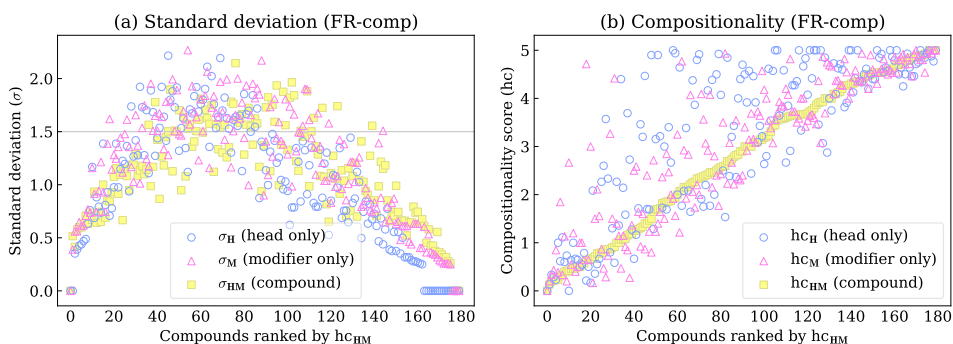 (a) Standard deviation (FR-comp)
Standard deviation (σ)
2.0
1.5
1.0
0.5
0.0
σH (head only)
σM (modifier only)
σHM (compound)
0 20 40 60 80 100 120 140 160 180
Compounds ranked by hcHM
(b) Compositionality (FR-comp)
Compositionality score (hc)
5
4
3
2
1
0
hcH (head only)
hcM (modifier only)
hcHM (compound)
0 20 40 60 80 100 120 140 160 180
Compounds ranked by hcHM